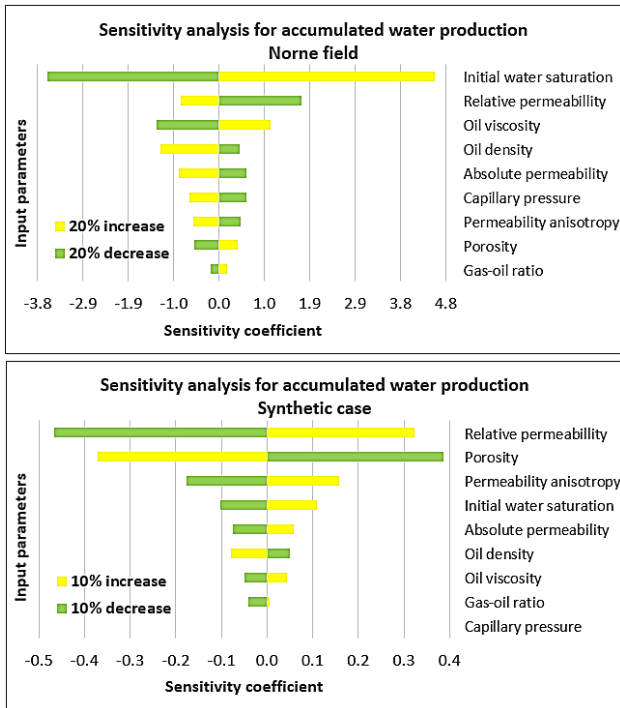 Sensitivity analysis for accumulated water production
Norne field
Input parameters
Initial water saturation
Relative permeabillity
Oil viscosity
Oil density
Absolute permeability
Capillary pressure
Permeability anisotropy
Porosity
Gas-oil ratio
20% increase
20% decrease
-3.8 -2.9 -1.9 -1.0 0.0 1.0 1.9 2.9 3.8 4.8
Sensitivity coefficient
Sensitivity analysis for accumulated water production
Synthetic case
Input parameters
Relative permeabillity
Porosity
Permeability anisotropy
Initial water saturation
Absolute permeability
Oil density
Oil viscosity
Gas-oil ratio
Capillary pressure
10% increase
10% decrease
-0.5 -0.4 -0.3 -0.2 -0.1 0.0 0.1 0.2 0.3 0.4
Sensitivity coefficient